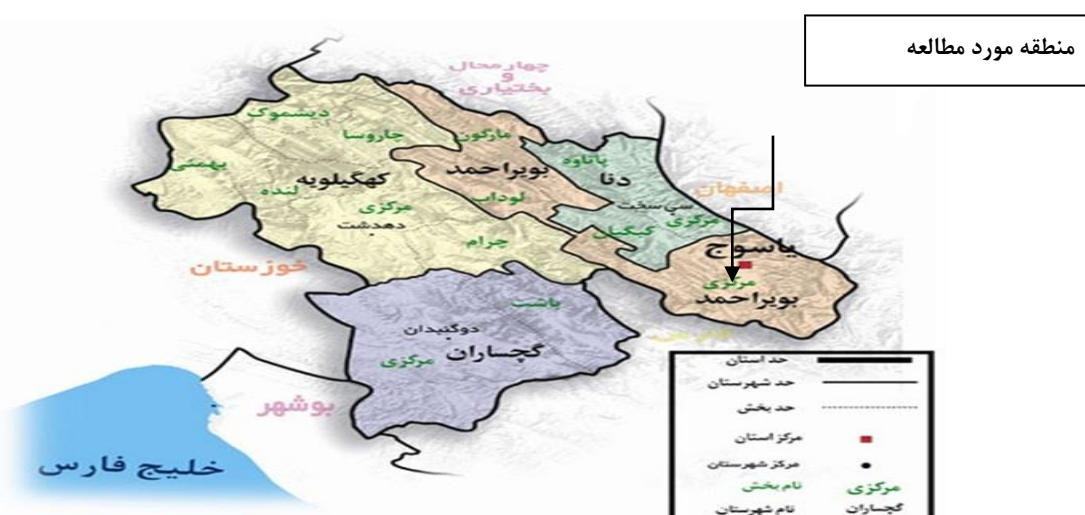 منطقه مورد مطالعه
چهارمحال
و
بختیاری
دیشموک
چاروسا
مارگون
بهمئی
لنده
کهگیلویه
بویراحمد
پاتاوه
دنا
اصفهان
مرکزی
دهدشت
لوداب
سی سخت
مرکزی
کبگیان
چرام
یاسوج
خوزستان
مرکزی
بویراحمد
باشت
دوگنبدان
گچساران
مرکزی
بوشهر
خلیج فارس
حد استان
حد شهرستان
حد بخش
مرکز استان
مرکز شهرستان
نام بخش مرکزی
نام شهرستان گچساران